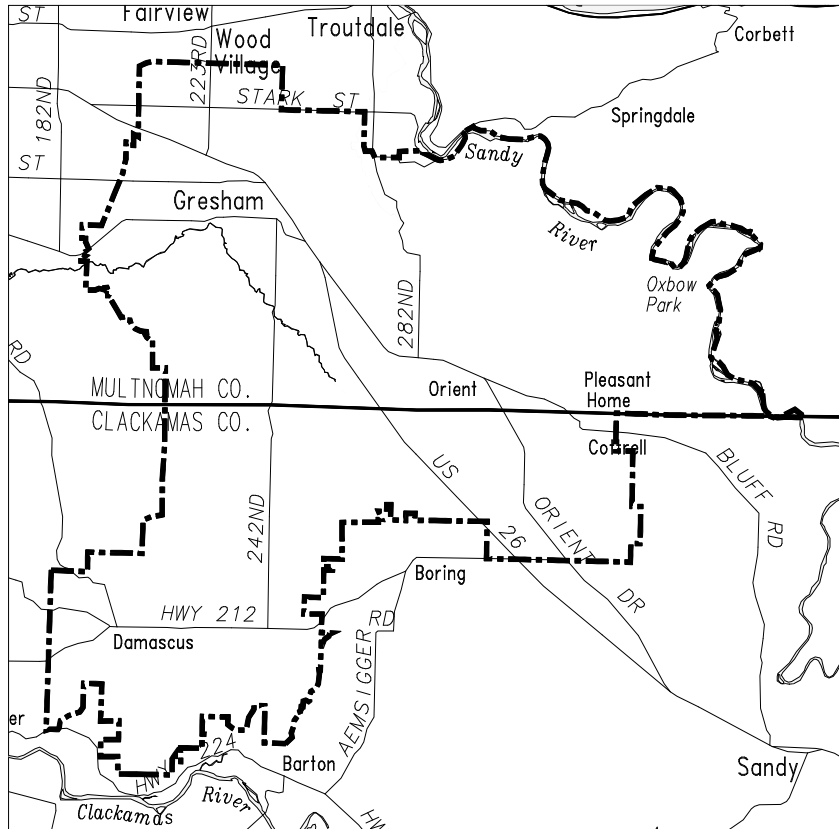 ST
Fairview
Wood
Village
223RD
Troutdale
Corbett
182ND
STARK
ST
Springdale
Sandy
ST
Gresham
River
Oxbow
Park
282ND
RD
MULTNOMAH CO.
CLACKAMAS CO.
Orient
Pleasant
Home
Cottrell
BLUFF
RD
US
26
ORIENT
DR
242ND
Boring
HWY 212
RD
AEMSIGGER
Damascus
er
HWY
224
Barton
Sandy
Clackamas
River
HW